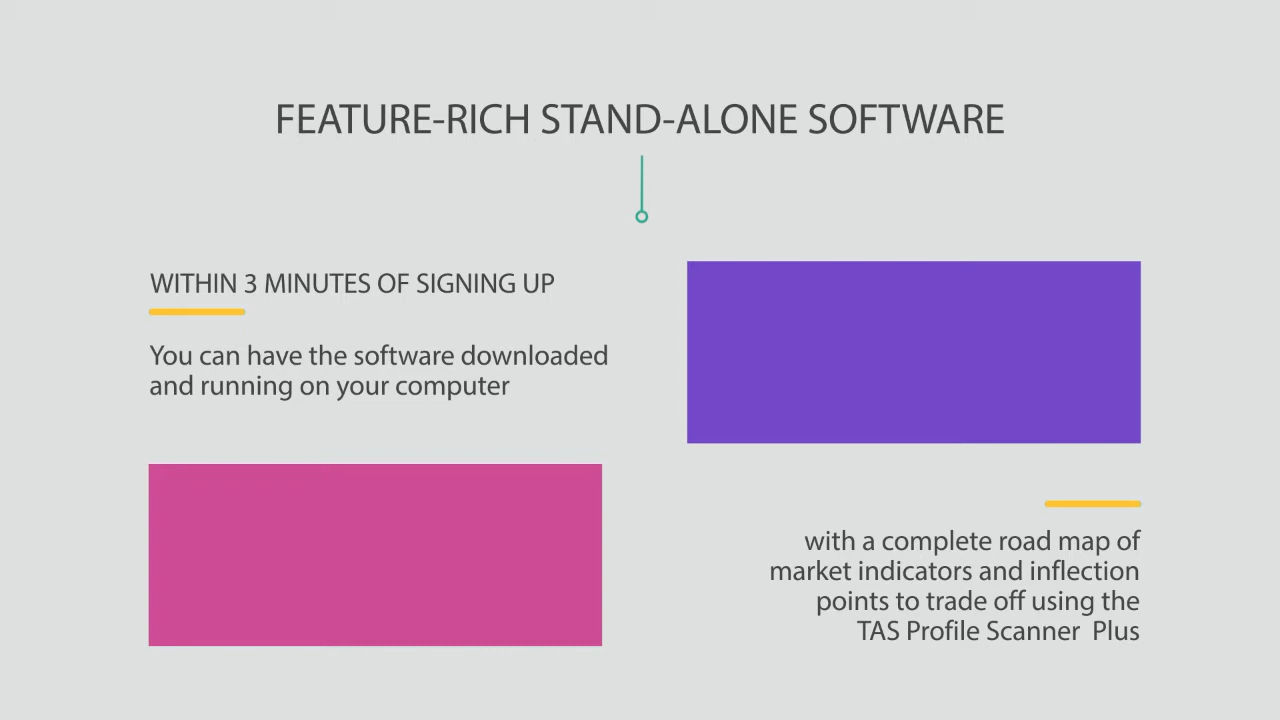 FEATURE-RICH STAND-ALONE SOFTWARE
WITHIN 3 MINUTES OF SIGNING UP
You can have the software downloaded
and running on your computer
with a complete road map of
market indicators and inflection
points to trade off using the
TAS Profile Scanner  Plus